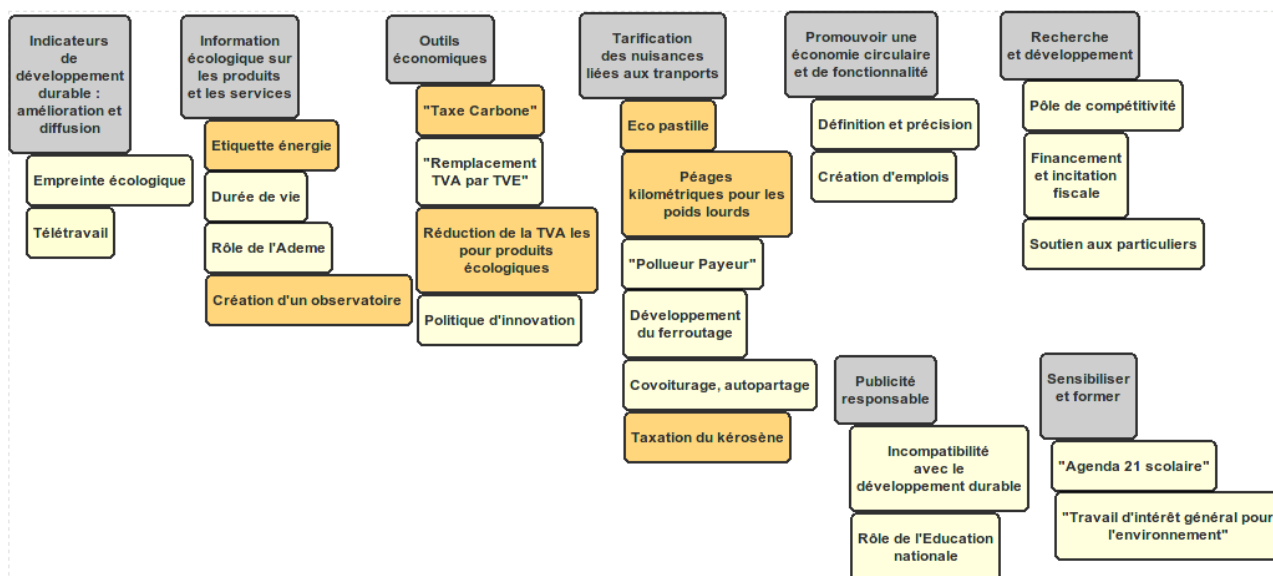 Indicateurs
de
développement
durable :
amélioration et
diffusion
Empreinte écologique
Télétravail
Information
écologique sur
les produits
et les services
Etiquette énergie
Durée de vie
Rôle de l'Ademe
Création d'un observatoire
Outils
économiques
"Taxe Carbone"
"Remplacement
TVA par TVE"
Réduction de la TVA les
pour produits
écologiques
Politique d'innovation
Tarification
des nuisances
liées aux tranports
Eco pastille
Péages
kilométriques pour les
poids lourds
"Pollueur Payeur"
Développement
du ferroutage
Covoiturage, autopartage
Taxation du kérosène
Promouvoir une
économie circulaire
et de fonctionnalité
Définition et précision
Création d'emplois
Recherche
et développement
Pôle de compétitivité
Financement
et incitation
fiscale
Soutien aux particuliers
Publicité
responsable
Incompatibilité
avec le
développement durable
Rôle de l'Education
nationale
Sensibiliser
et former
"Agenda 21 scolaire"
"Travail d'intérêt général pour
l'environnement"